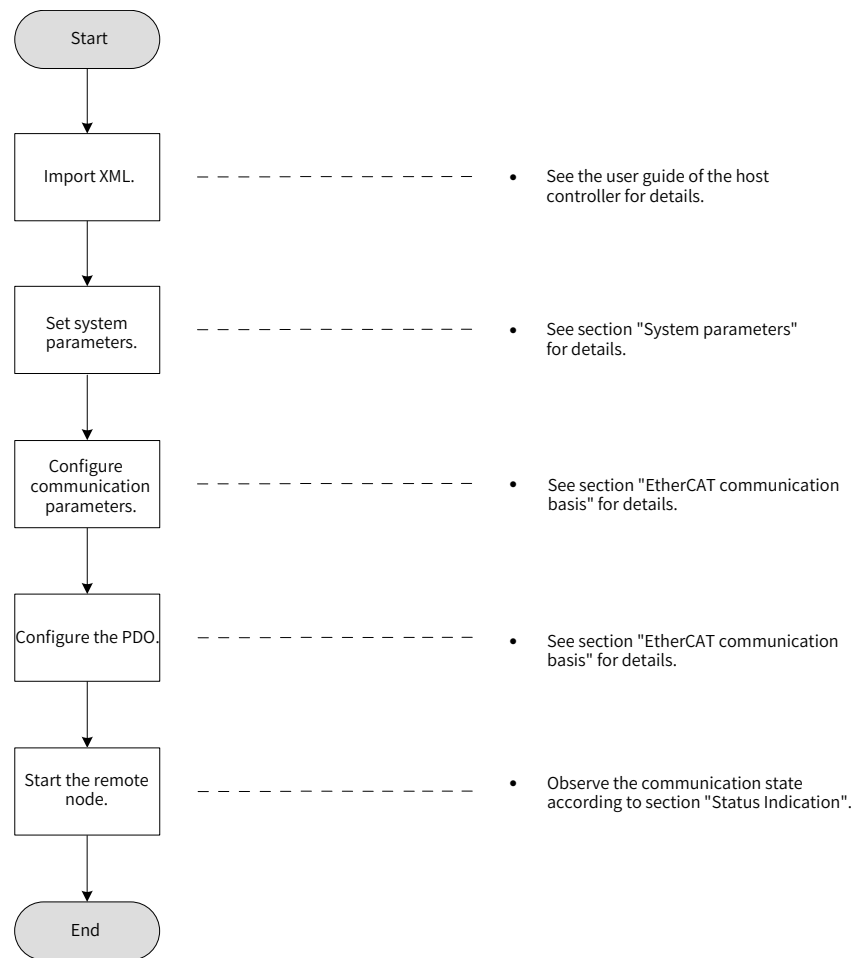 Start
Import XML.
• See the user guide of the host
controller for details.
Set system
parameters.
• See section "System parameters"
for details.
Configure
communication
parameters.
• See section "EtherCAT communication
basis" for details.
Configure the PDO.
• See section "EtherCAT communication
basis" for details.
Start the remote
node.
• Observe the communication state
according to section "Status Indication".
End